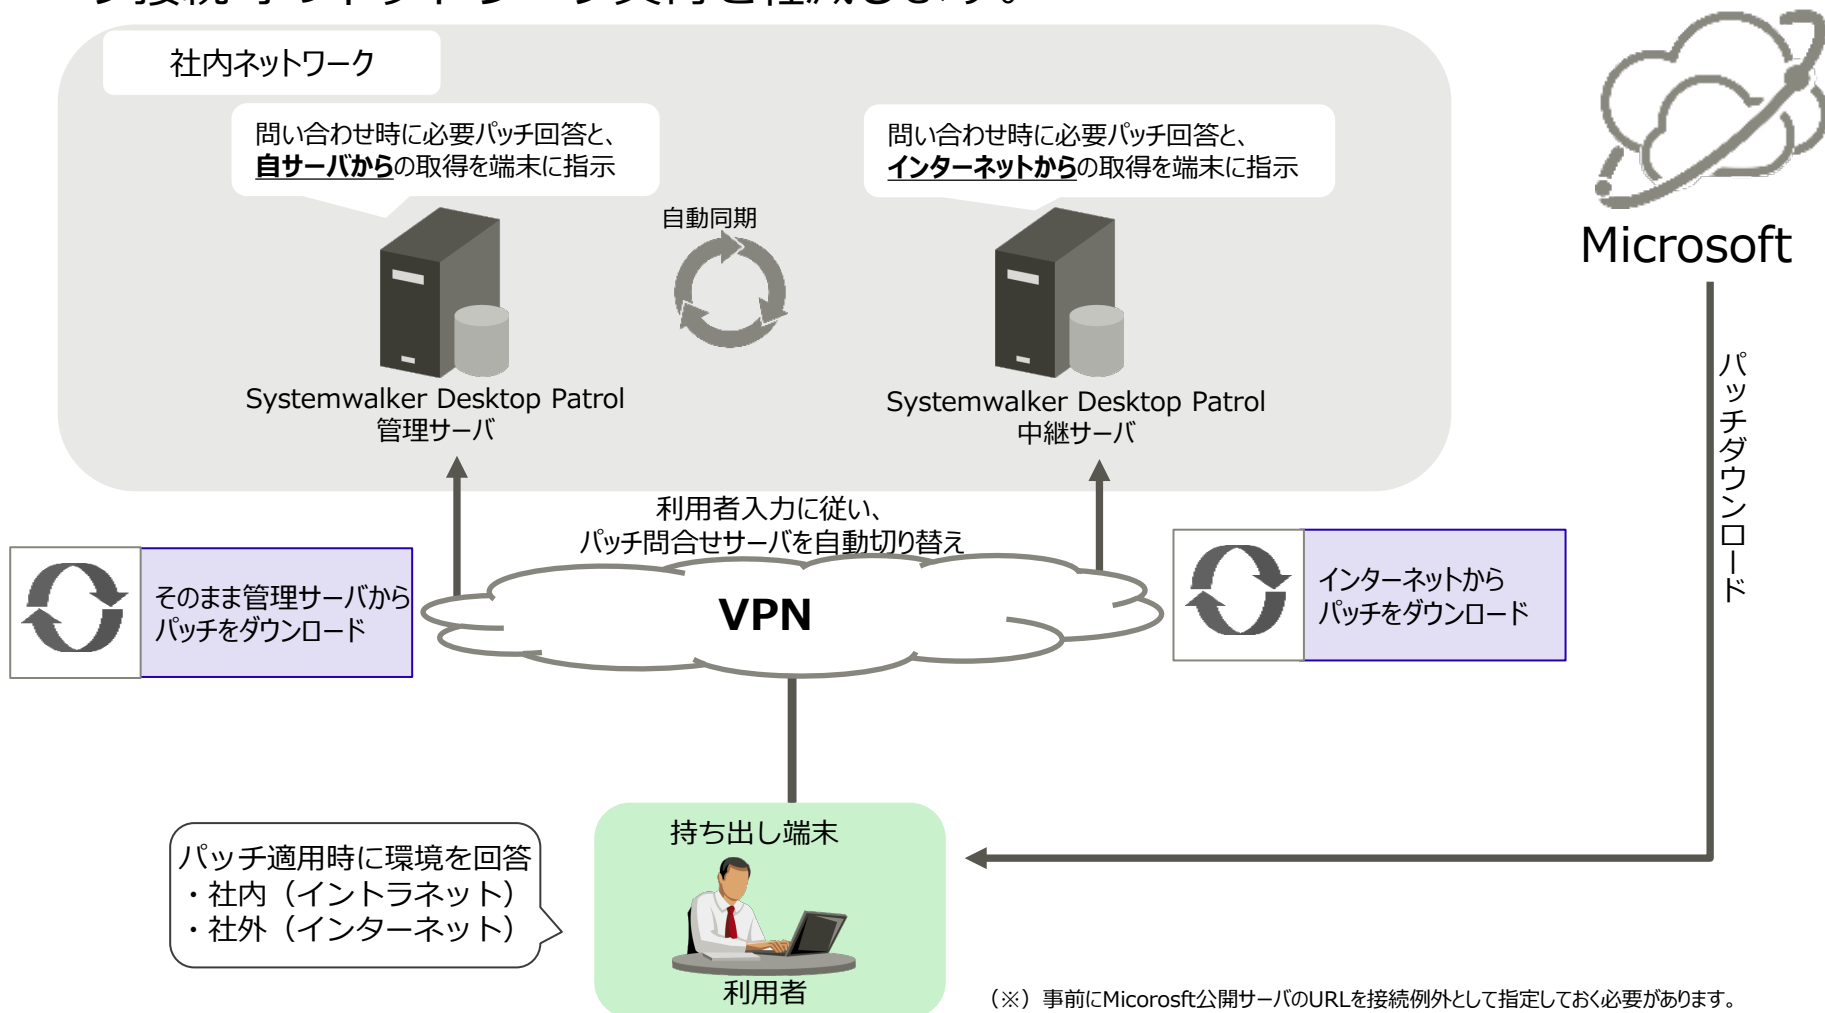 社内ネットワーク
問い合わせ時に必要パッチ回答と、
自サーバからの取得を端末に指示
問い合わせ時に必要パッチ回答と、
インターネットからの取得を端末に指示
自動同期
Microsoft
Systemwalker Desktop Patrol
管理サーバ
Systemwalker Desktop Patrol
中継サーバ
パッチダウンロード
利用者入力に従い、
パッチ問合せサーバを自動切り替え
そのまま管理サーバから
パッチをダウンロード
VPN
インターネットから
パッチをダウンロード
持ち出し端末
パッチ適用時に環境を回答
・社内（イントラネット）
・社外（インターネット）
利用者
（※）事前にMicorosft公開サーバのURLを接続例外として指定しておく必要があります。